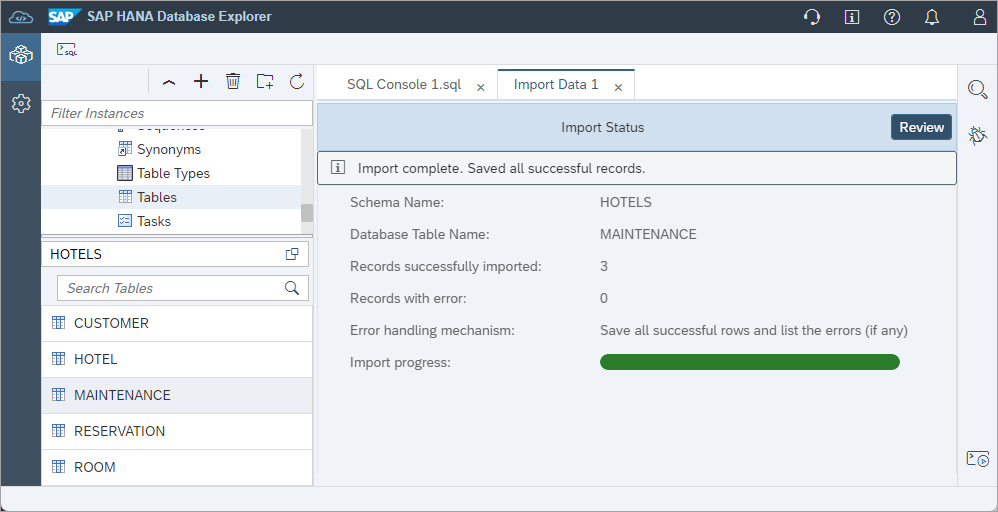 SAP SAP HANA Database Explorer
SQL
SQL Console 1.sql
Import Data 1
Filter Instances
Sequences
Synonyms
Table Types
Tables
Tasks
HOTELS
Search Tables
CUSTOMER
HOTEL
MAINTENANCE
RESERVATION
ROOM
Import Status
Review
Import complete. Saved all successful records.
Schema Name: HOTELS
Database Table Name: MAINTENANCE
Records successfully imported: 3
Records with error: 0
Error handling mechanism: Save all successful rows and list the errors (if any)
Import progress: